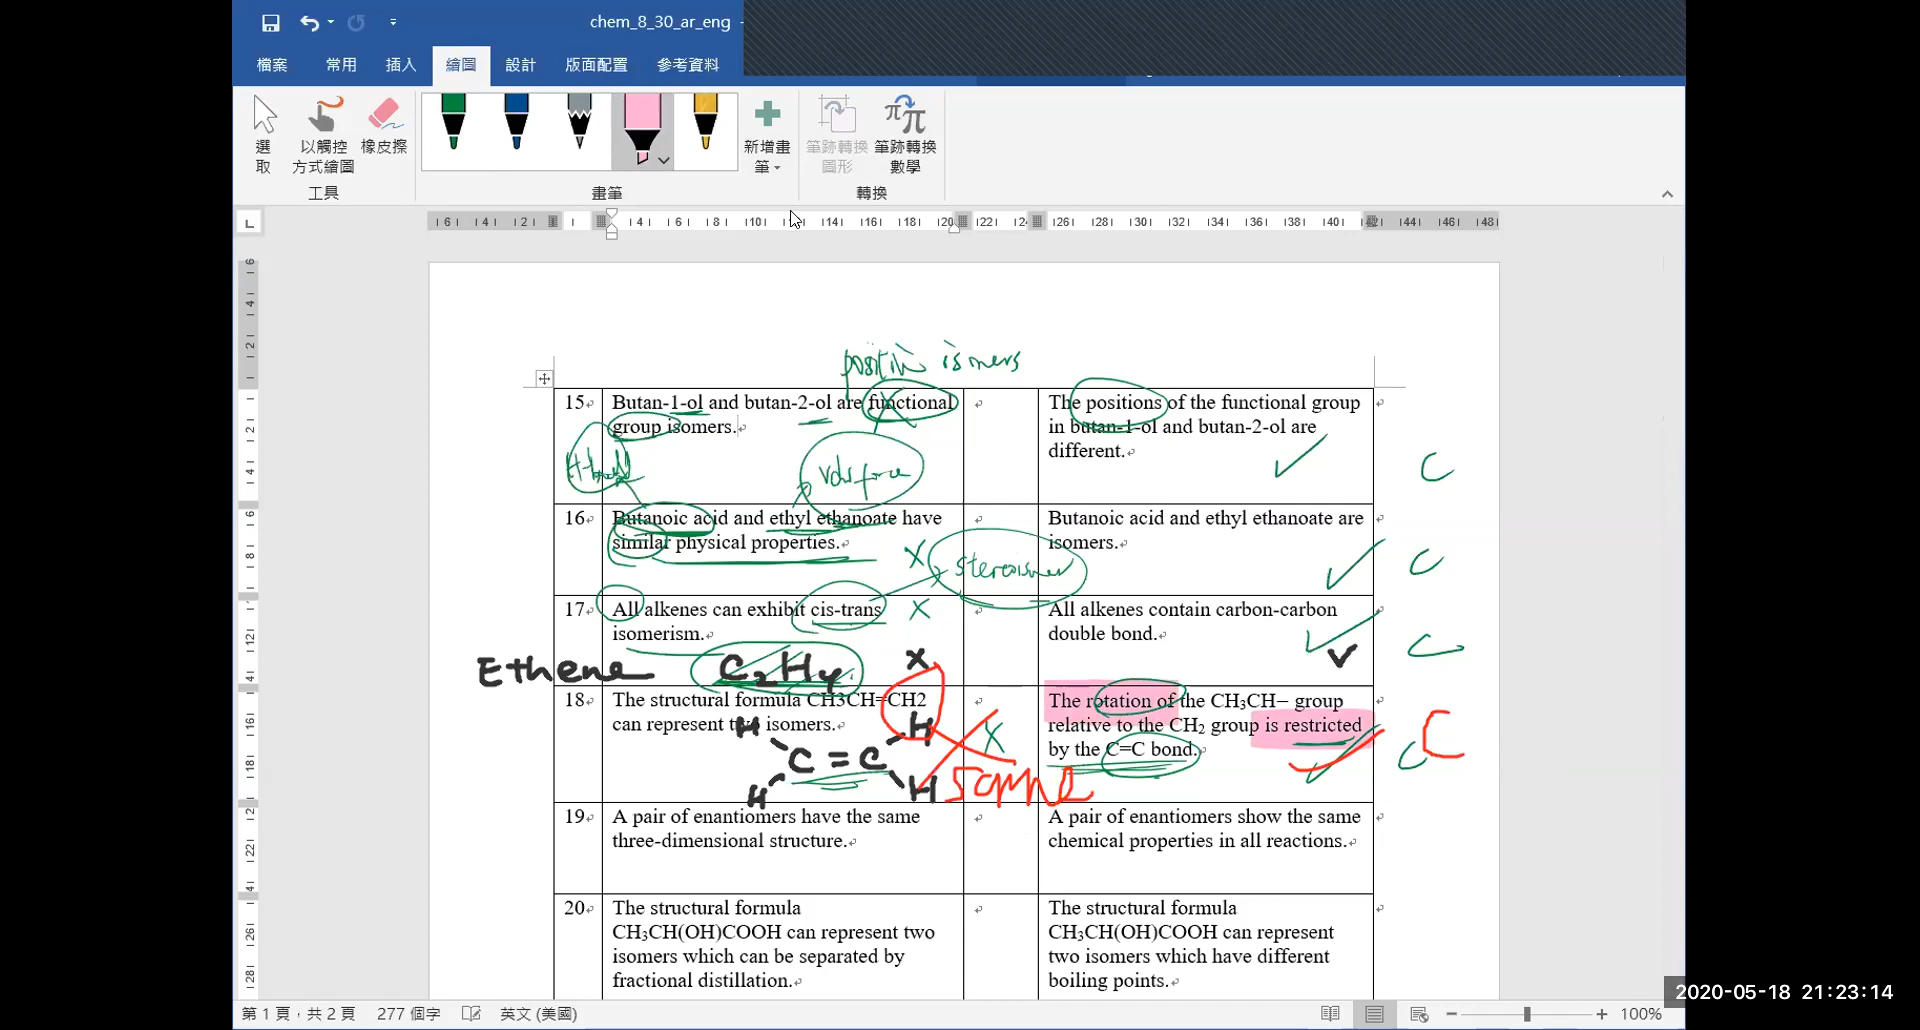 chem_8_30_ar_eng -
檔案 常用 插入 繪圖 設計 版面配置 參考資料
選取
以觸控方式繪圖
橡皮擦
新增畫筆
筆跡轉換圖形
筆跡轉換數學
工具 畫筆 轉換
positin isomers
15 Butan-1-ol and butan-2-ol are functional
group isomers.
The positions of the functional group
in butan-1-ol and butan-2-ol are
different.
C
16 Butanoic acid and ethyl ethanoate have
similar physical properties.
X
Butanoic acid and ethyl ethanoate are
isomers.
C
stereoisomer
17 All alkenes can exhibit cis-trans
isomerism.
X
All alkenes contain carbon-carbon
double bond.
C
Ethene C2H4 x
18 The structural formula CH3CH=CH2
can represent two isomers.
X
The rotation of the CH₃CH− group
relative to the CH₂ group is restricted
by the C=C bond.
C C
H H
C = C
H H
same
19 A pair of enantiomers have the same
three-dimensional structure.
A pair of enantiomers show the same
chemical properties in all reactions.
20 The structural formula
CH₃CH(OH)COOH can represent two
isomers which can be separated by
fractional distillation.
The structural formula
CH₃CH(OH)COOH can represent
two isomers which have different
boiling points.
第 1 頁，共 2 頁 277 個字 英文 (美國) 100%
2020-05-18 21:23:14